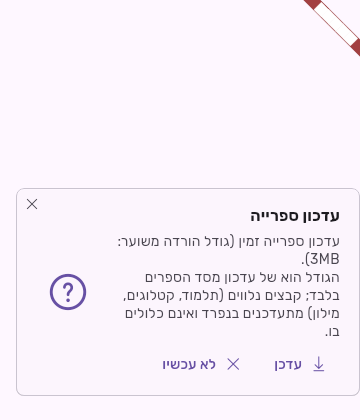 עדכון ספרייה
עדכון ספרייה זמין (גודל הורדה משוער:
3MB).
הגודל הוא של עדכון מסד הספרים
בלבד; קבצים נלווים (תלמוד, קטלוגים,
מילון) מתעדכנים בנפרד ואינם כלולים
בו.
עדכן
לא עכשיו